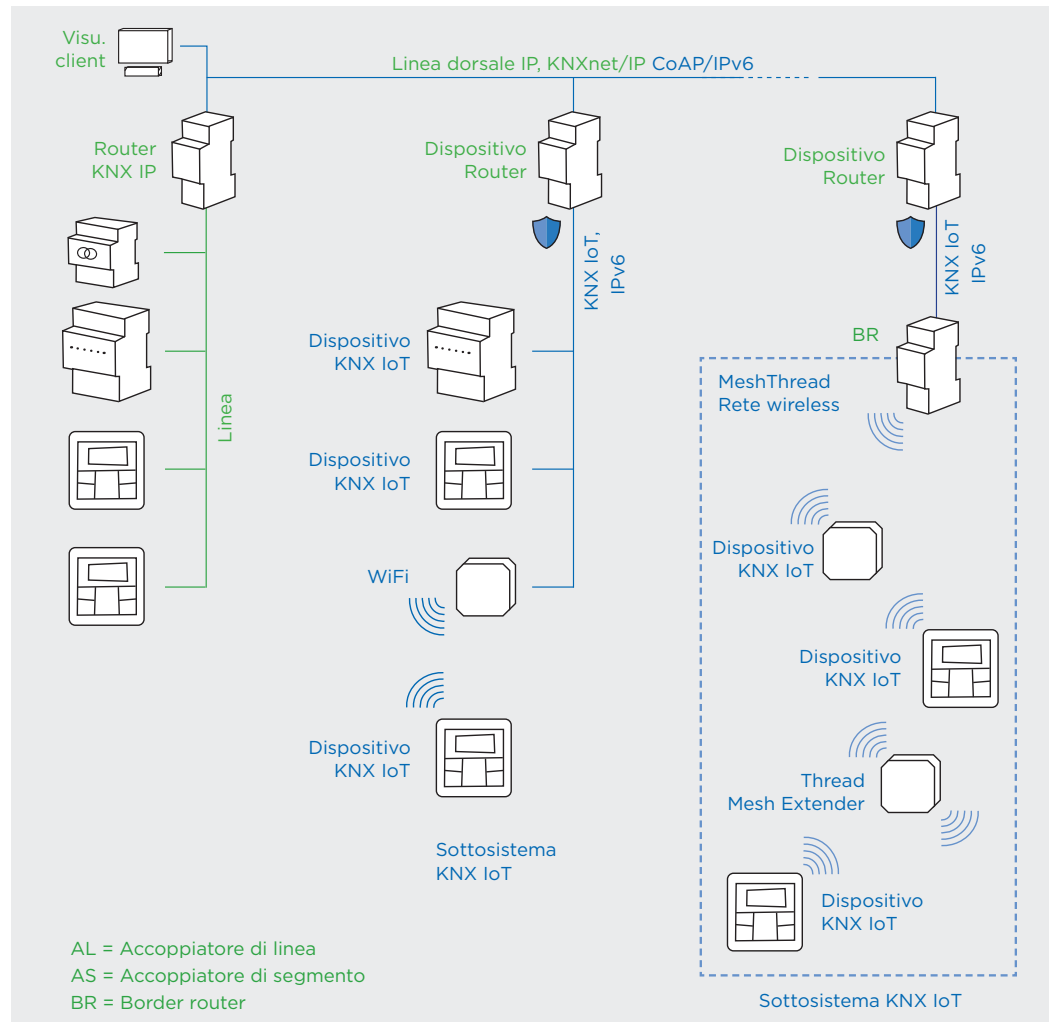 Visu.
client
Linea dorsale IP, KNXnet/IP CoAP/IPv6
Router
KNX IP
Dispositivo
Router
Dispositivo
Router
KNX IoT,
IPv6
KNX IoT
IPv6
Linea
BR
Dispositivo
KNX IoT
MeshThread
Rete wireless
Dispositivo
KNX IoT
WiFi
Dispositivo
KNX IoT
Dispositivo
KNX IoT
Dispositivo
KNX IoT
Thread
Mesh Extender
Sottosistema
KNX IoT
Dispositivo
KNX IoT
AL = Accoppiatore di linea
AS = Accoppiatore di segmento
BR = Border router
Sottosistema KNX IoT